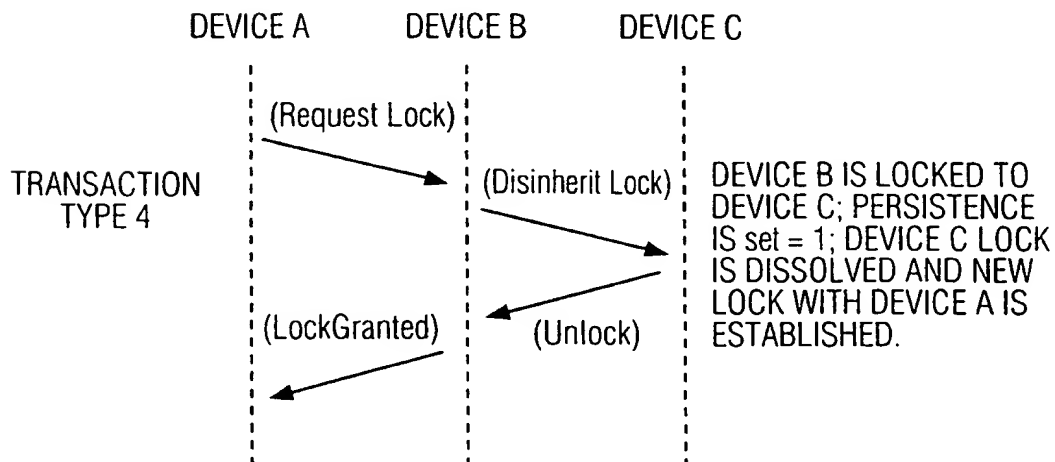 DEVICE A DEVICE B DEVICE C
(Request Lock)
TRANSACTION
TYPE 4
(Disinherit Lock)
DEVICE B IS LOCKED TO
DEVICE C; PERSISTENCE
IS set = 1; DEVICE C LOCK
IS DISSOLVED AND NEW
LOCK WITH DEVICE A IS
ESTABLISHED.
(Unlock)
(LockGranted)